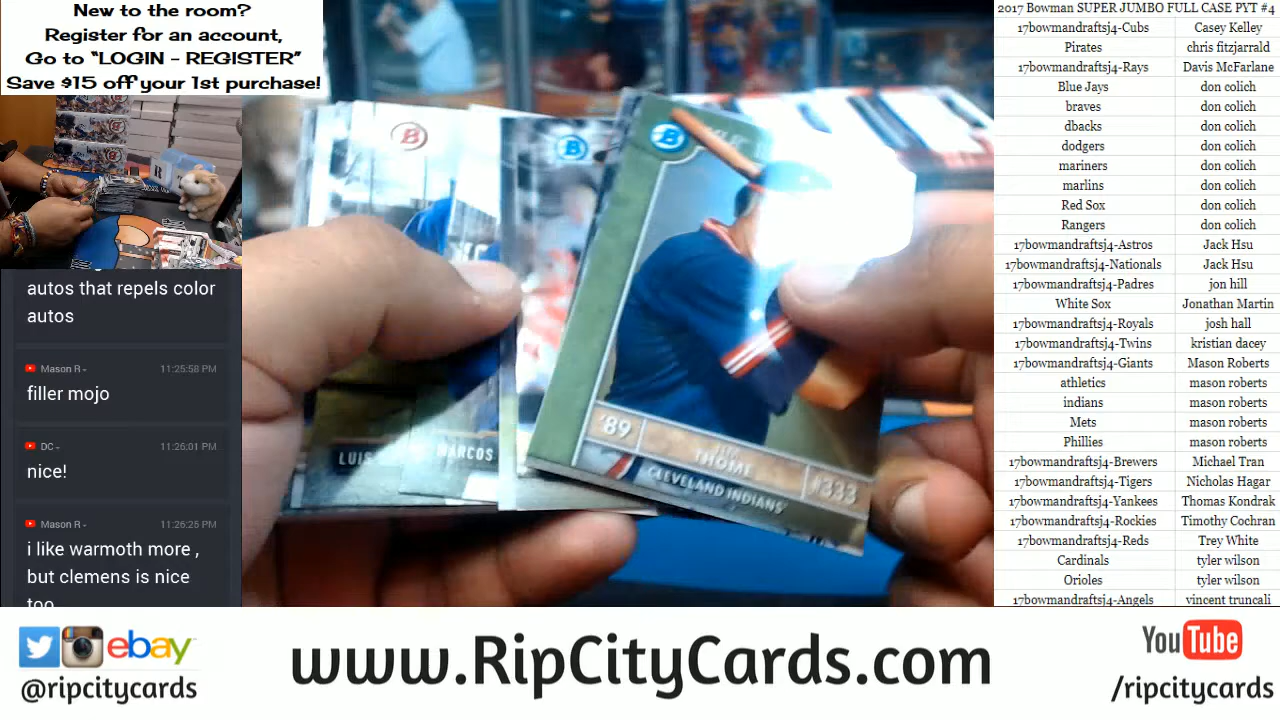 New to the room?
Register for an account,
Go to “LOGIN - REGISTER”
Save $15 off your 1st purchase!
autos that repels color
autos
Mason R
11:25:58 PM
filler mojo
DC
11:26:01 PM
nice!
Mason R
11:26:25 PM
i like warmoth more ,
but clemens is nice
too
B
LUIS
MARCOS
'89
THOME
#333
CLEVELAND INDIANS
2017 Bowman SUPER JUMBO FULL CASE PYT #4
17bowmandraftsj4-Cubs Casey Kelley
Pirates chris fitzjarrald
17bowmandraftsj4-Rays Davis McFarlane
Blue Jays don colich
braves don colich
dbacks don colich
dodgers don colich
mariners don colich
marlins don colich
Red Sox don colich
Rangers don colich
17bowmandraftsj4-Astros Jack Hsu
17bowmandraftsj4-Nationals Jack Hsu
17bowmandraftsj4-Padres jon hill
White Sox Jonathan Martin
17bowmandraftsj4-Royals josh hall
17bowmandraftsj4-Twins kristian dacey
17bowmandraftsj4-Giants Mason Roberts
athletics mason roberts
indians mason roberts
Mets mason roberts
Phillies mason roberts
17bowmandraftsj4-Brewers Michael Tran
17bowmandraftsj4-Tigers Nicholas Hagar
17bowmandraftsj4-Yankees Thomas Kondrak
17bowmandraftsj4-Rockies Timothy Cochran
17bowmandraftsj4-Reds Trey White
Cardinals tyler wilson
Orioles tyler wilson
17bowmandraftsj4-Angels vincent truncali
ebay
@ripcitycards
www.RipCityCards.com
YouTube
/ripcitycards